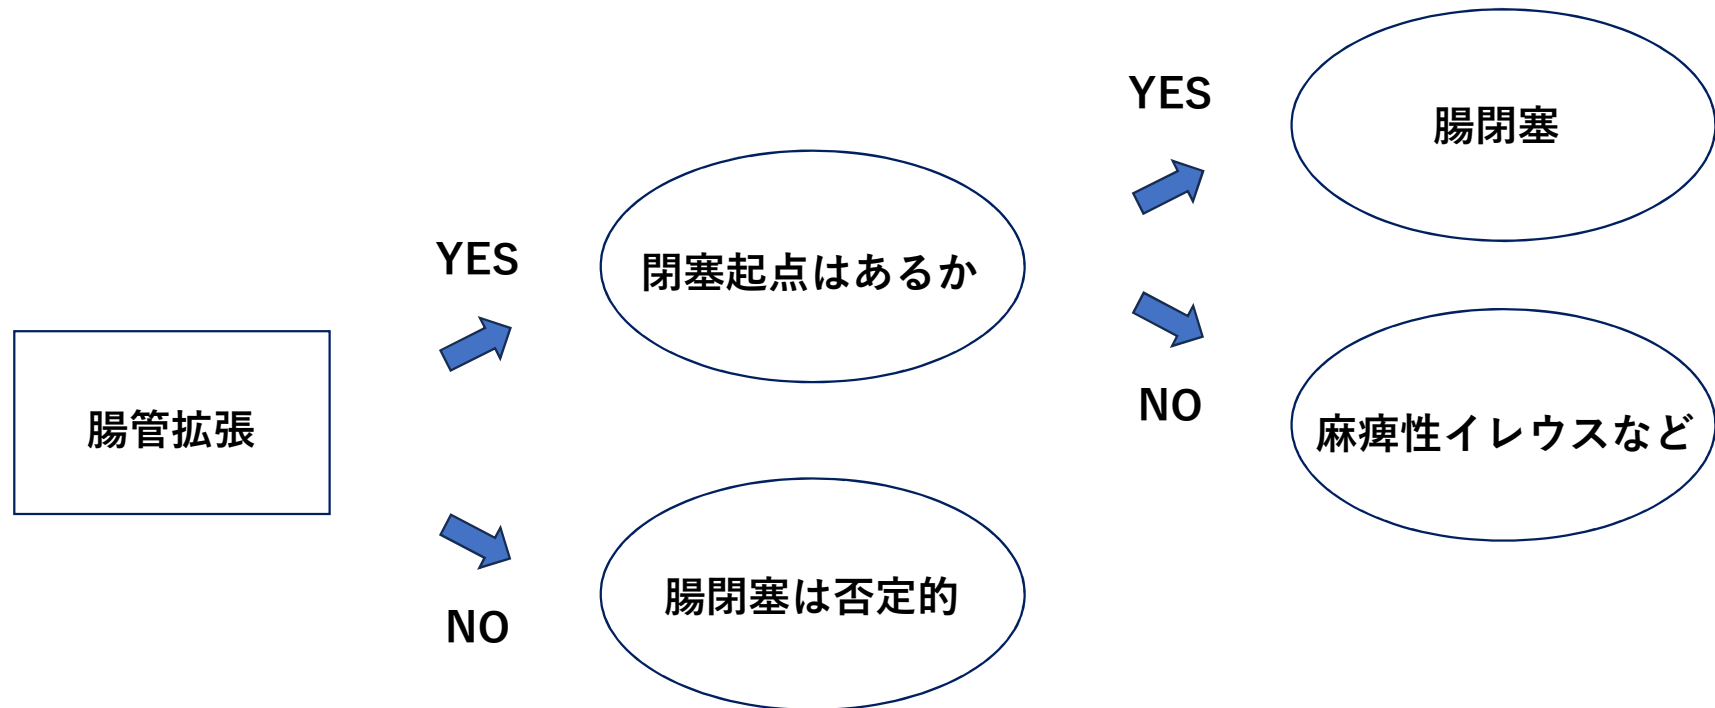 腸管拡張
YES
閉塞起点はあるか
NO
腸閉塞は否定的
YES
腸閉塞
NO
麻痺性イレウスなど